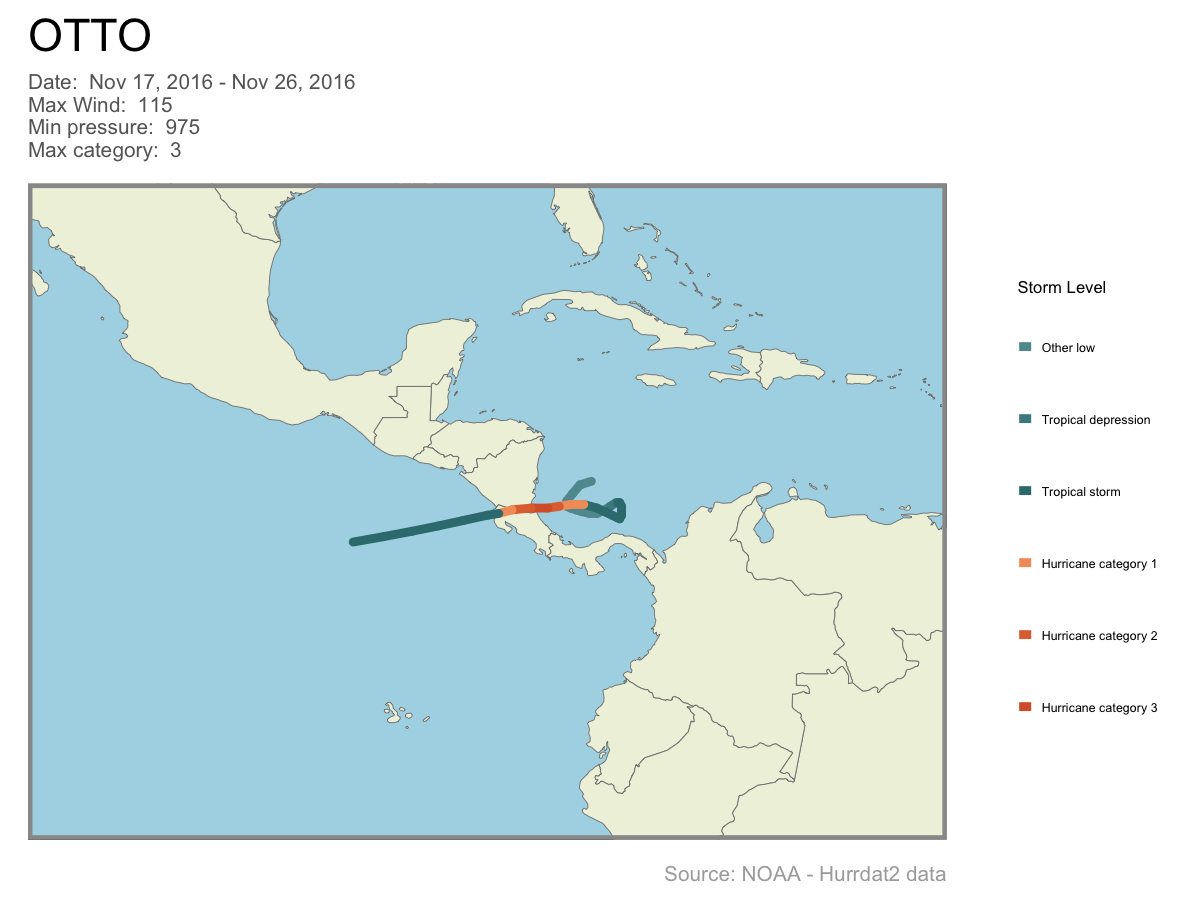 OTTO
Date:  Nov 17, 2016 - Nov 26, 2016
Max Wind:  115
Min pressure:  975
Max category:  3
Storm Level
Other low
Tropical depression
Tropical storm
Hurricane category 1
Hurricane category 2
Hurricane category 3
Source: NOAA - Hurrdat2 data